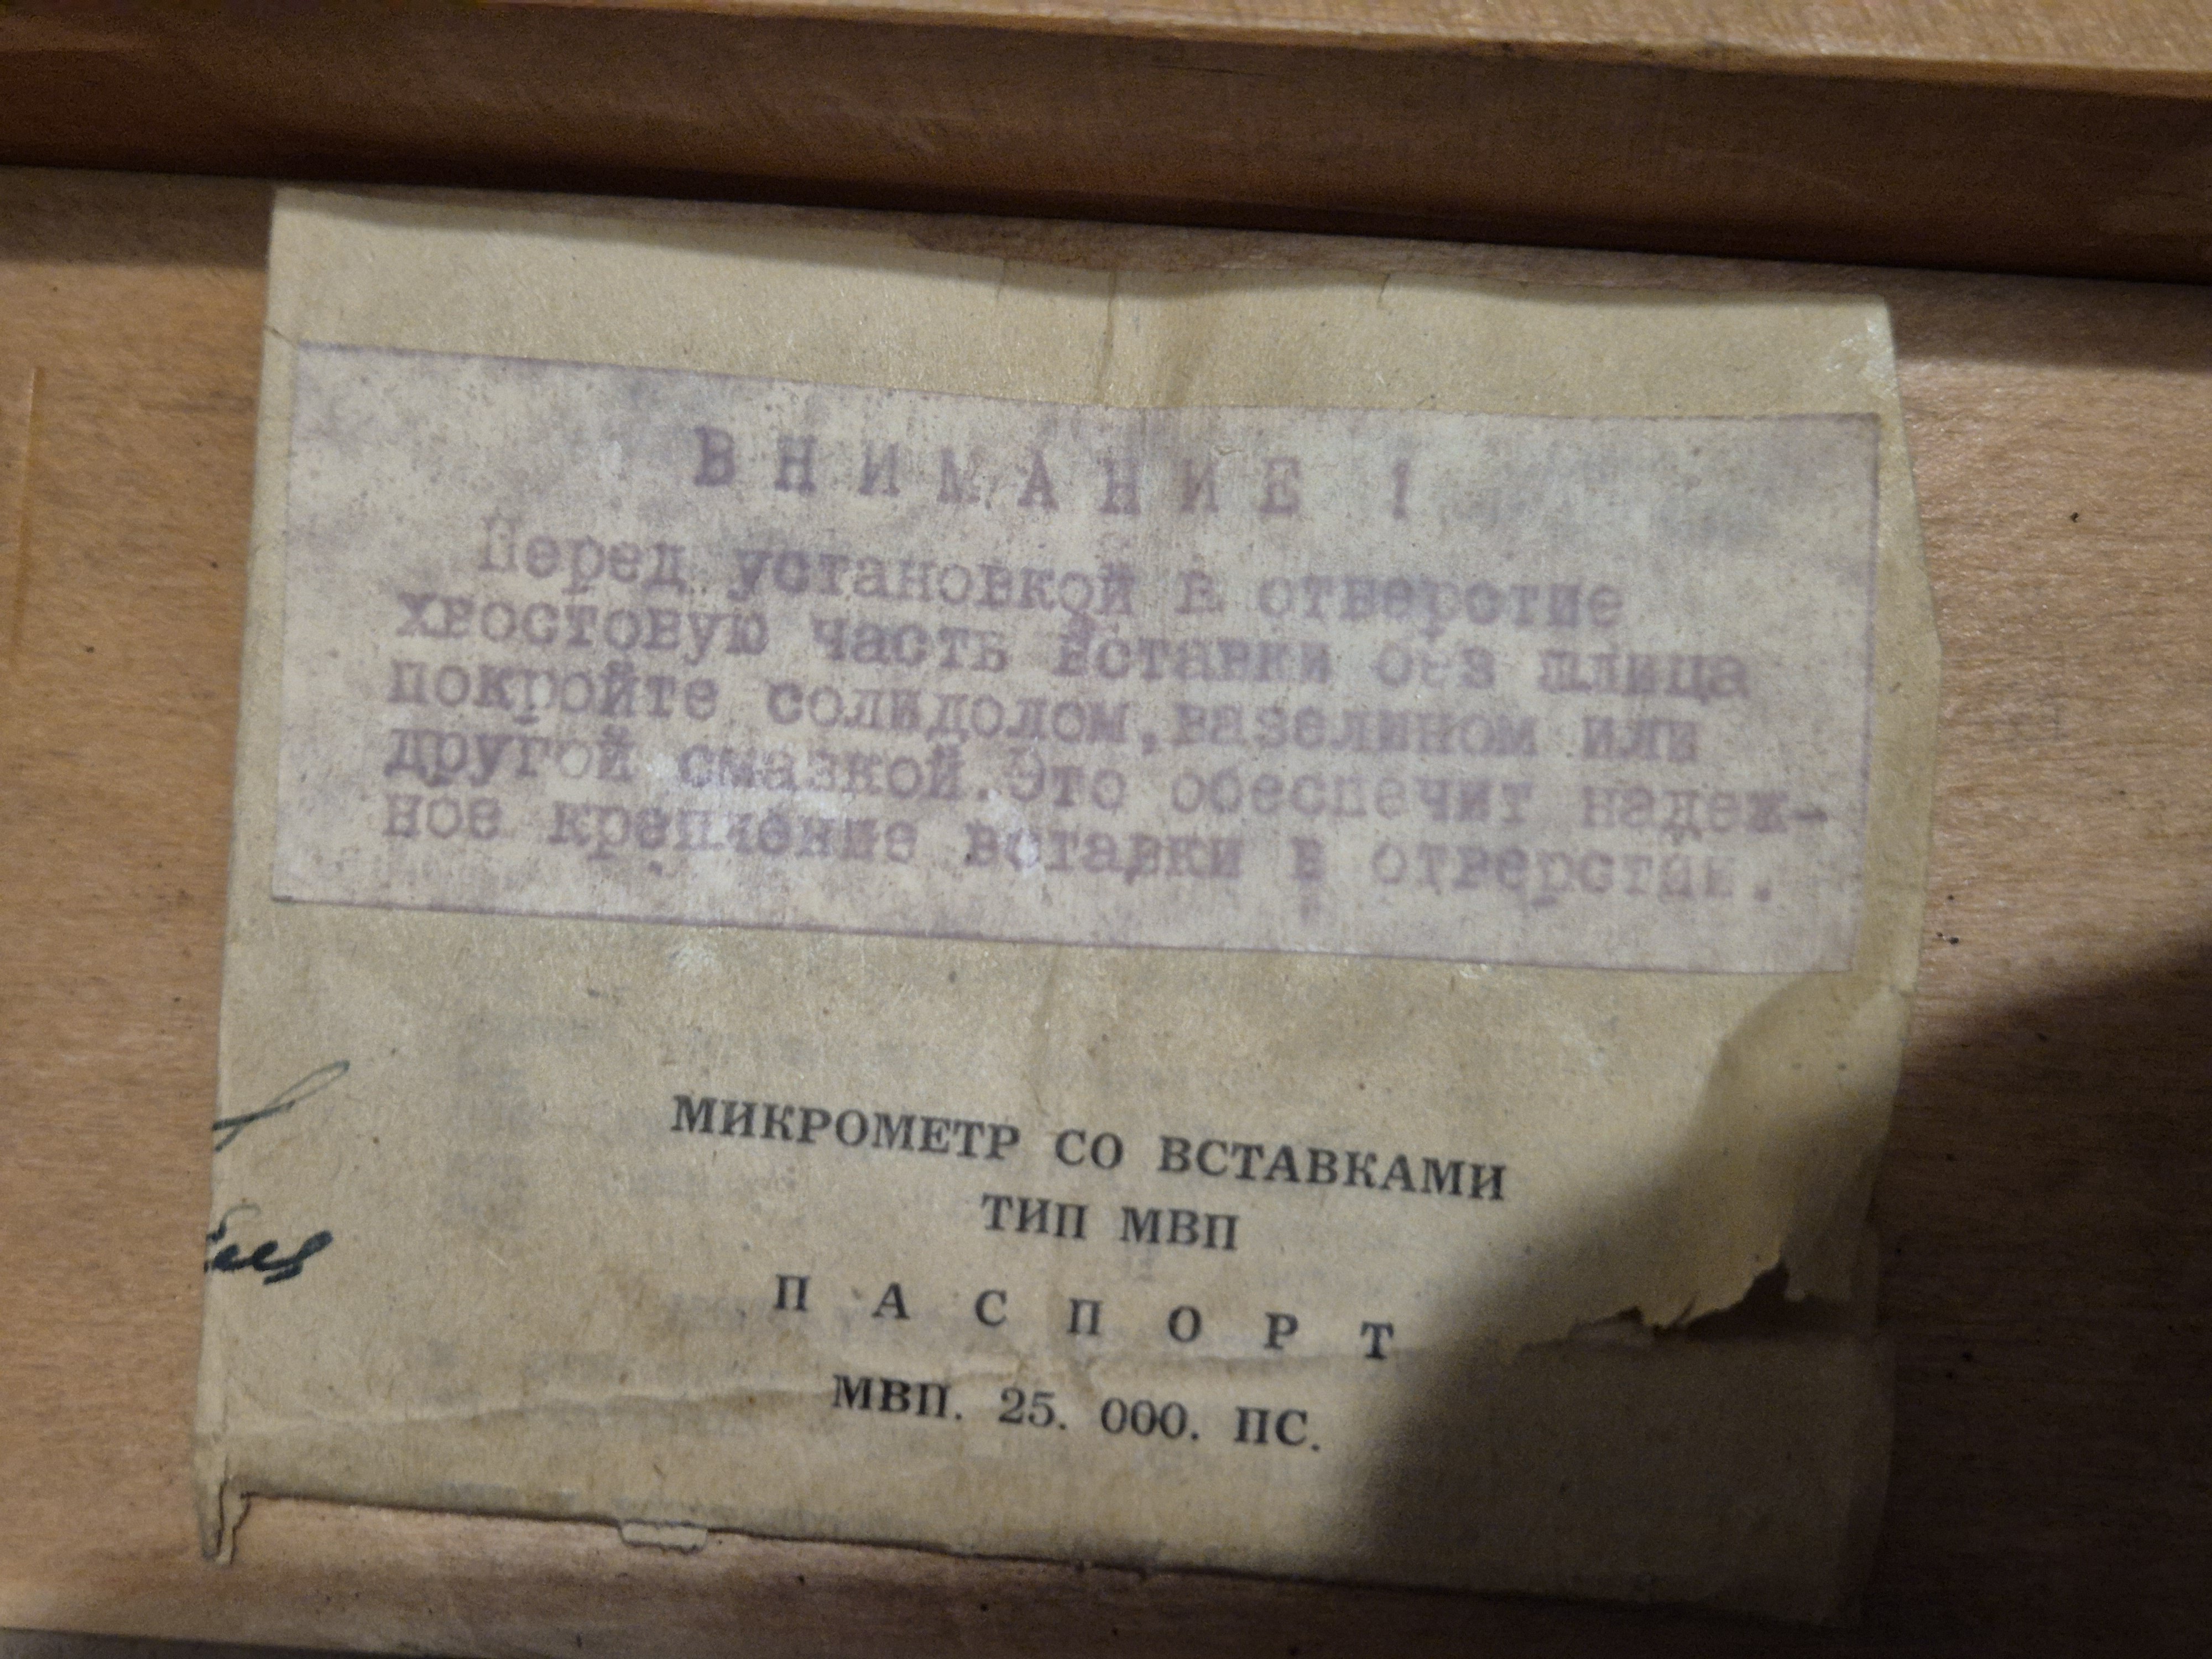 ВНИМАНИЕ !
Перед установкой в отверстие
хвостовую часть вставки без шлица
покройте солидолом, вазелином или
другой смазкой. Это обеспечит надеж-
ное крепление вставки в отверстии.
МИКРОМЕТР СО ВСТАВКАМИ
ТИП МВП
ПАСПОРТ
МВП. 25. 000. ПС.